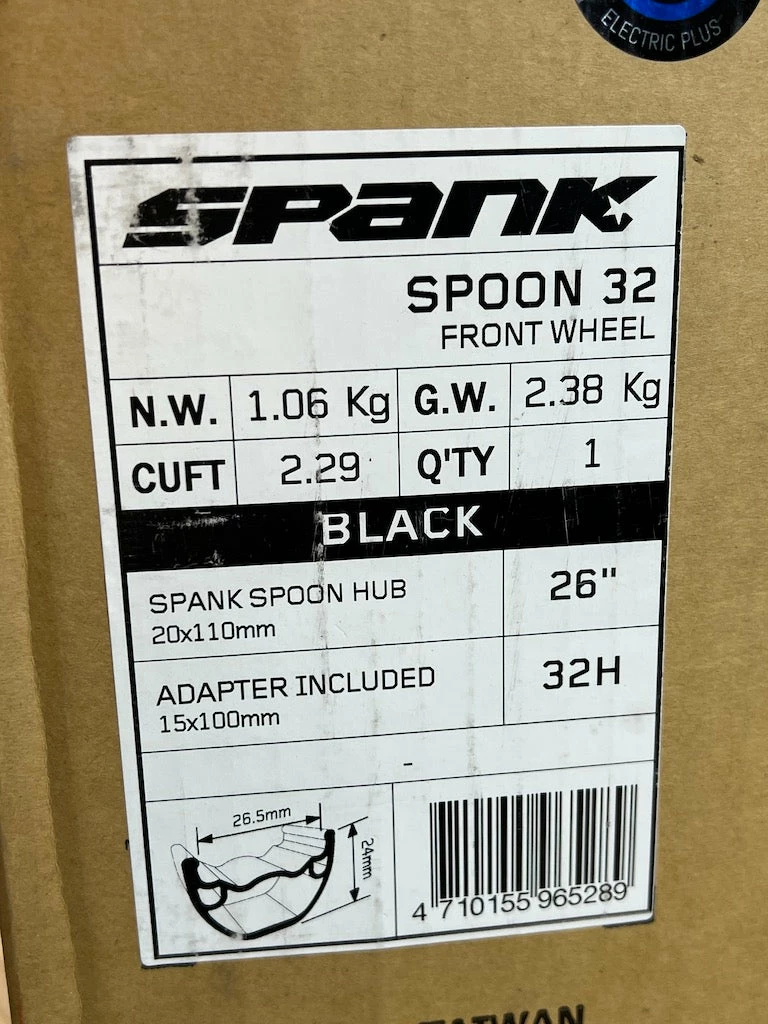 ELECTRIC PLUS
SPANK
SPOON 32
FRONT WHEEL
N.W. 1.06 Kg G.W. 2.38 Kg
CUFT 2.29 Q'TY 1
BLACK
SPANK SPOON HUB
20x110mm
26"
ADAPTER INCLUDED
15x100mm
32H
-
26.5mm
24mm
4 710155 965289
TAIWAN